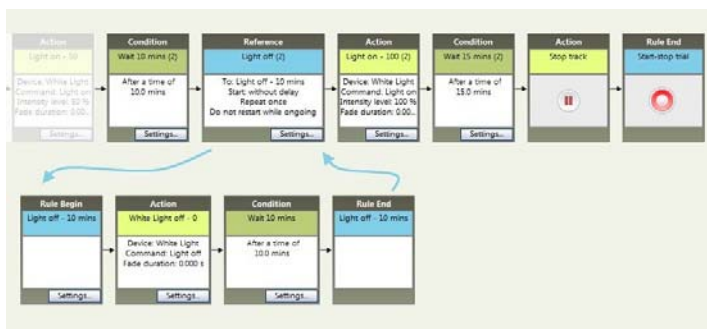 Action
Light on - 50
Device: White Light
Command: Light on
Intensity level: 50 %
Fade duration: 0.00...
Settings...
Condition
Wait 10 mins (2)
After a time of
10.0 mins
Settings...
Reference
Light off (2)
To: Light off - 10 mins
Start: without delay
Repeat once
Do not restart while ongoing
Settings...
Action
Light on - 100 (2)
Device: White Light
Command: Light on
Intensity level: 100 %
Fade duration: 0.00...
Settings...
Condition
Wait 15 mins (2)
After a time of
15.0 mins
Settings...
Action
Stop track
Rule End
Start-stop trial
Rule Begin
Light off - 10 mins
Settings...
Action
White Light off - 0
Device: White Light
Command: Light off
Fade duration: 0.000 s
Settings...
Condition
Wait 10 mins
After a time of
10.0 mins
Settings...
Rule End
Light off - 10 mins